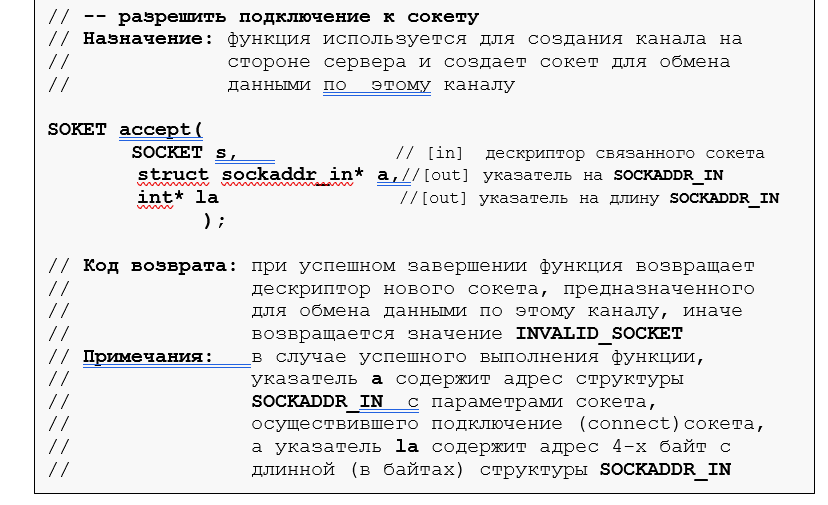 // -- разрешить подключение к сокету
// Назначение: функция используется для создания канала на
// стороне сервера и создает сокет для обмена
// данными по этому каналу
SOKET accept(
SOCKET s, // [in] дескриптор связанного сокета
struct sockaddr_in* a,//[out] указатель на SOCKADDR_IN
int* la //[out] указатель на длину SOCKADDR_IN
);
// Код возврата: при успешном завершении функция возвращает
// дескриптор нового сокета, предназначенного
// для обмена данными по этому каналу, иначе
// возвращается значение INVALID_SOCKET
// Примечания: в случае успешного выполнения функции,
// указатель a содержит адрес структуры
// SOCKADDR_IN с параметрами сокета,
// осуществившего подключение (connect)сокета,
// а указатель la содержит адрес 4-х байт с
// длинной (в байтах) структуры SOCKADDR_IN